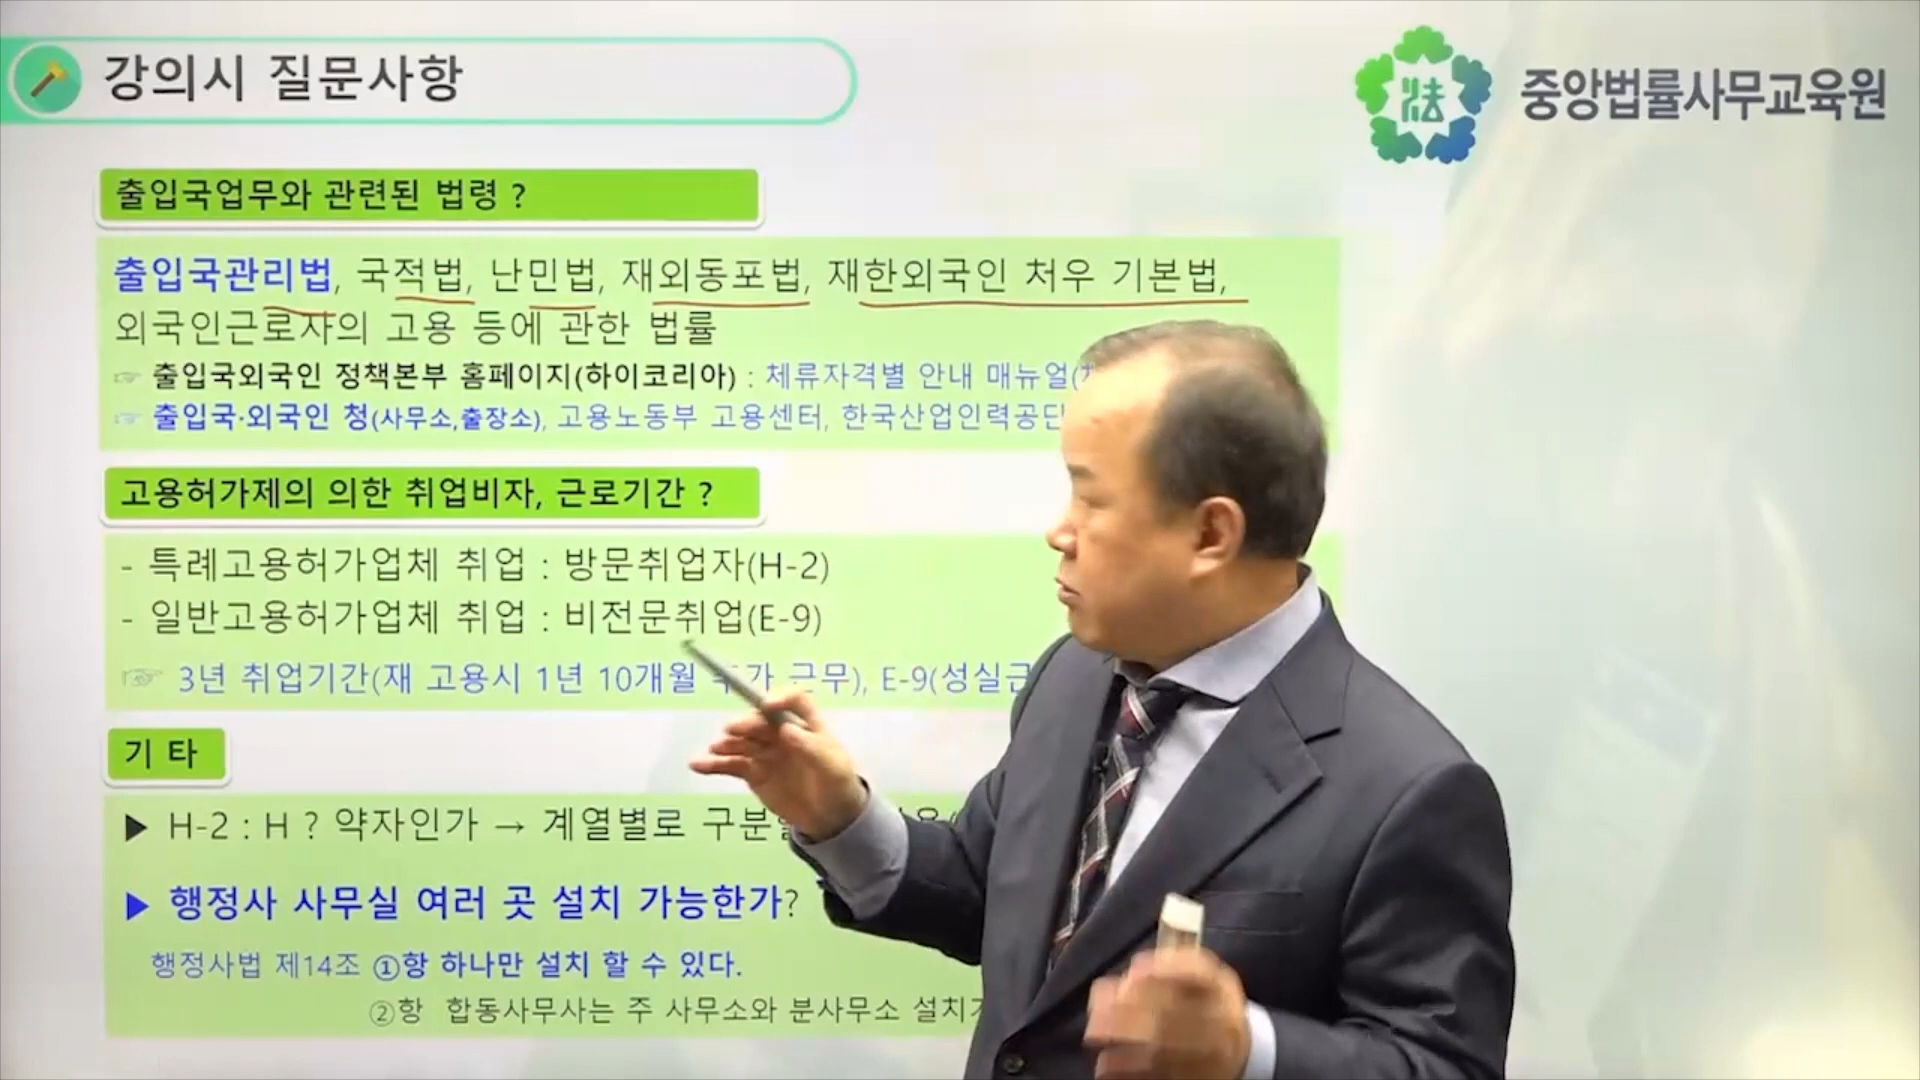 강의시 질문사항
法
중앙법률사무교육원
출입국업무와 관련된 법령 ?
출입국관리법, 국적법, 난민법, 재외동포법, 재한외국인 처우 기본법,
외국인근로자의 고용 등에 관한 법률
☞ 출입국외국인 정책본부 홈페이지(하이코리아) : 체류자격별 안내 매뉴얼(
☞ 출입국·외국인 청(사무소,출장소), 고용노동부 고용센터, 한국산업인력공단
고용허가제의 의한 취업비자, 근로기간 ?
- 특례고용허가업체 취업 : 방문취업자(H-2)
- 일반고용허가업체 취업 : 비전문취업(E-9)
☞ 3년 취업기간(재 고용시 1년 10개월 근무), E-9(성실근
기 타
▶ H-2 : H ? 약자인가 → 계열별로
▶ 행정사 사무실 여러 곳 설치 가능한가?
행정사법 제14조 ①항 하나만 설치 할 수 있다.
②항 합동사무사는 주 사무소와 분사무소 설치